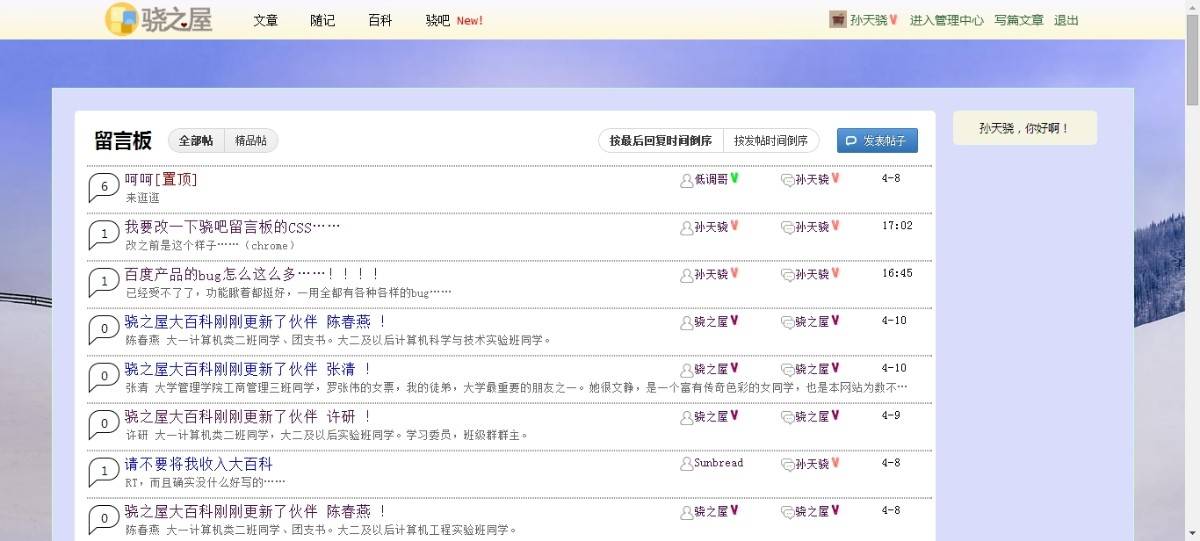 骁之屋 文章 随记 百科 骁吧 New! 孙天骁V 进入管理中心 写篇文章 退出
留言板 全部帖 精品帖 按最后回复时间倒序 按发帖时间倒序 发表帖子
孙天骁，你好啊！
6 呵呵[置顶] 低调哥V 孙天骁V 4-8
来逛逛
1 我要改一下骁吧留言板的CSS…… 孙天骁V 孙天骁V 17:02
改之前是这个样子……（chrome）
1 百度产品的bug怎么这么多……！！！！ 孙天骁V 孙天骁V 16:45
已经受不了了，功能瞅着都挺好，一用全都有各种各样的bug……
0 骁之屋大百科刚刚更新了伙伴 陈春燕 ！ 骁之屋V 骁之屋V 4-10
陈春燕 大一计算机类二班同学、团支书。大二及以后计算机科学与技术实验班同学。
0 骁之屋大百科刚刚更新了伙伴 张清 ！ 骁之屋V 骁之屋V 4-10
张清 大学管理学院工商管理三班同学，罗张伟的女票，我的徒弟，大学最重要的朋友之一。她很文静，是一个富有传奇色彩的女同学，也是本网站为数不…
0 骁之屋大百科刚刚更新了伙伴 许研 ！ 骁之屋V 骁之屋V 4-9
许研 大一计算机类二班同学，大二及以后实验班同学。学习委员，班级群群主。
1 请不要将我收入大百科 Sunbread 孙天骁V 4-8
RT，而且确实没什么好写的……
0 骁之屋大百科刚刚更新了伙伴 陈春燕 ！ 骁之屋V 骁之屋V 4-8
陈春燕 大一计算机类二班同学、团支书。大二及以后计算机工程实验班同学。